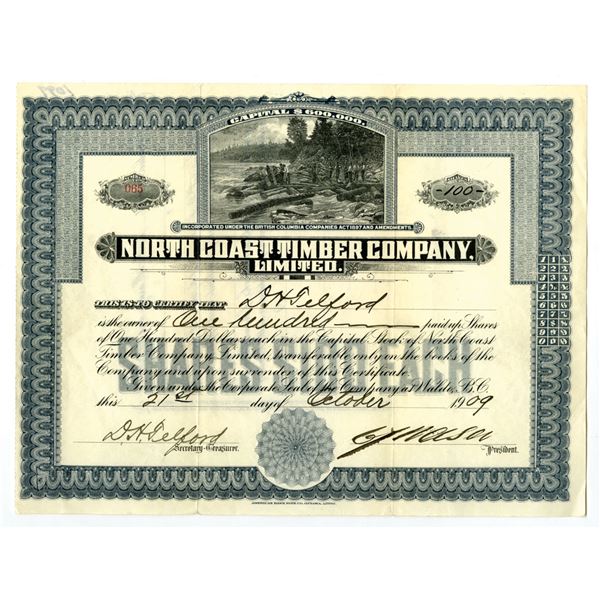 CAPITAL $600,000.
065
-100-
INCORPORATED UNDER THE BRITISH COLUMBIA COMPANIES ACT 1897 AND AMENDMENTS.
NORTH COAST TIMBER COMPANY,
LIMITED.
THIS IS TO CERTIFY THAT D H Telford
is the owner of One hundred paid up Shares
of One Hundred Dollars each in the Capital Stock of North Coast
Timber Company, Limited, transferable only on the books of the
Company and upon surrender of this Certificate.
Given under the Corporate Seal of the Company at Waldo, B.C.
this 21st day of October 1909
D. H. Telford
Secretary-Treasurer.
President.